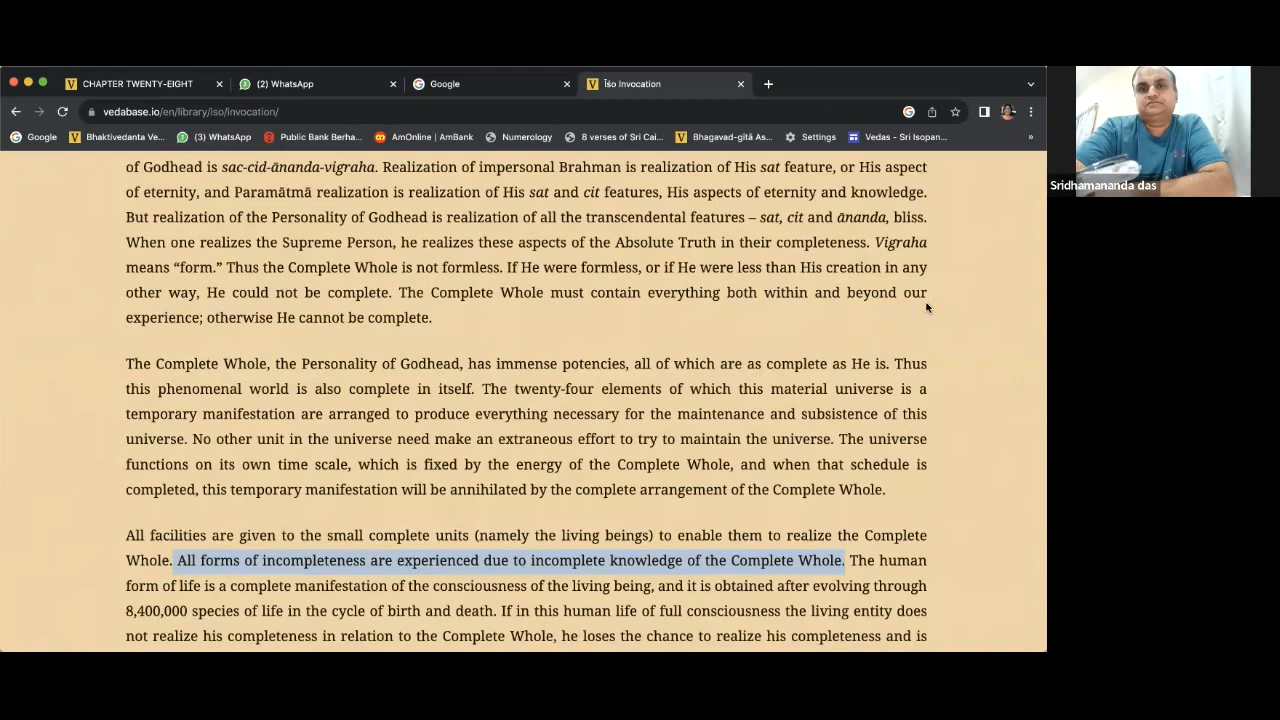 CHAPTER TWENTY-EIGHT
(2) WhatsApp
Google
Īśo Invocation
vedabase.io/en/library/iso/invocation/
Google
Bhaktivedanta Ve...
(3) WhatsApp
Public Bank Berha...
AmOnline | AmBank
Numerology
8 verses of Sri Cai...
Bhagavad-gītā As...
Settings
Vedas - Sri Isopan...
»
of Godhead is sac-cid-ānanda-vigraha. Realization of impersonal Brahman is realization of His sat feature, or His aspect
of eternity, and Paramātmā realization is realization of His sat and cit features, His aspects of eternity and knowledge.
But realization of the Personality of Godhead is realization of all the transcendental features – sat, cit and ānanda, bliss.
When one realizes the Supreme Person, he realizes these aspects of the Absolute Truth in their completeness. Vigraha
means “form.” Thus the Complete Whole is not formless. If He were formless, or if He were less than His creation in any
other way, He could not be complete. The Complete Whole must contain everything both within and beyond our
experience; otherwise He cannot be complete.
The Complete Whole, the Personality of Godhead, has immense potencies, all of which are as complete as He is. Thus
this phenomenal world is also complete in itself. The twenty-four elements of which this material universe is a
temporary manifestation are arranged to produce everything necessary for the maintenance and subsistence of this
universe. No other unit in the universe need make an extraneous effort to try to maintain the universe. The universe
functions on its own time scale, which is fixed by the energy of the Complete Whole, and when that schedule is
completed, this temporary manifestation will be annihilated by the complete arrangement of the Complete Whole.
All facilities are given to the small complete units (namely the living beings) to enable them to realize the Complete
Whole. All forms of incompleteness are experienced due to incomplete knowledge of the Complete Whole. The human
form of life is a complete manifestation of the consciousness of the living being, and it is obtained after evolving through
8,400,000 species of life in the cycle of birth and death. If in this human life of full consciousness the living entity does
not realize his completeness in relation to the Complete Whole, he loses the chance to realize his completeness and is
Sridhamananda das